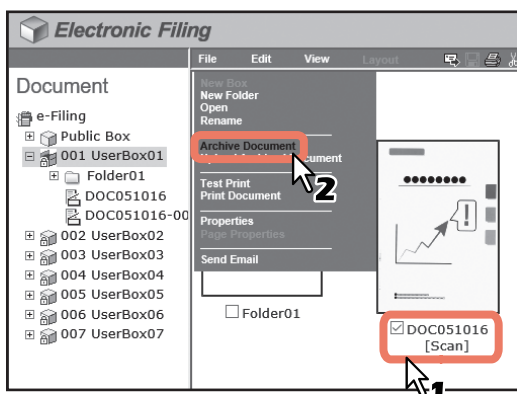 Electronic Filing
File Edit View Layout
Document
e-Filing
Public Box
001 UserBox01
Folder01
DOC051016
DOC051016-00
002 UserBox02
003 UserBox03
004 UserBox04
005 UserBox05
006 UserBox06
007 UserBox07
New Box
New Folder
Open
Rename
Archive Document
Test Print
Print Document
Properties
Page Properties
Send Email
2
Folder01
!
DOC051016
[Scan]
1